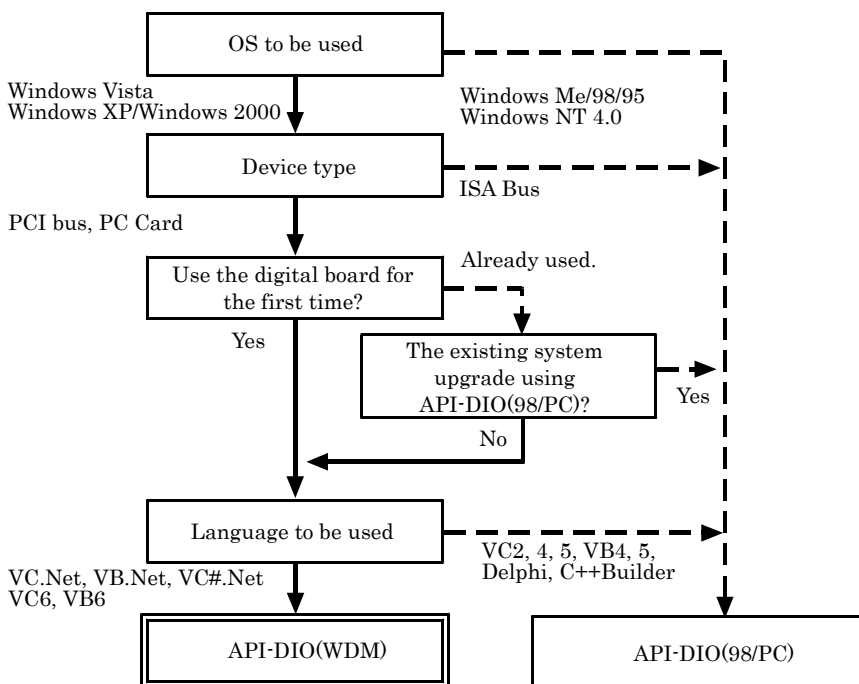 OS to be used
Windows Vista
Windows XP/Windows 2000
Windows Me/98/95
Windows NT 4.0
Device type
ISA Bus
PCI bus, PC Card
Use the digital board for
the first time?
Already used.
Yes
The existing system
upgrade using
API-DIO(98/PC)?
Yes
No
Language to be used
VC2, 4, 5, VB4, 5,
Delphi, C++Builder
VC.Net, VB.Net, VC#.Net
VC6, VB6
API-DIO(WDM)
API-DIO(98/PC)